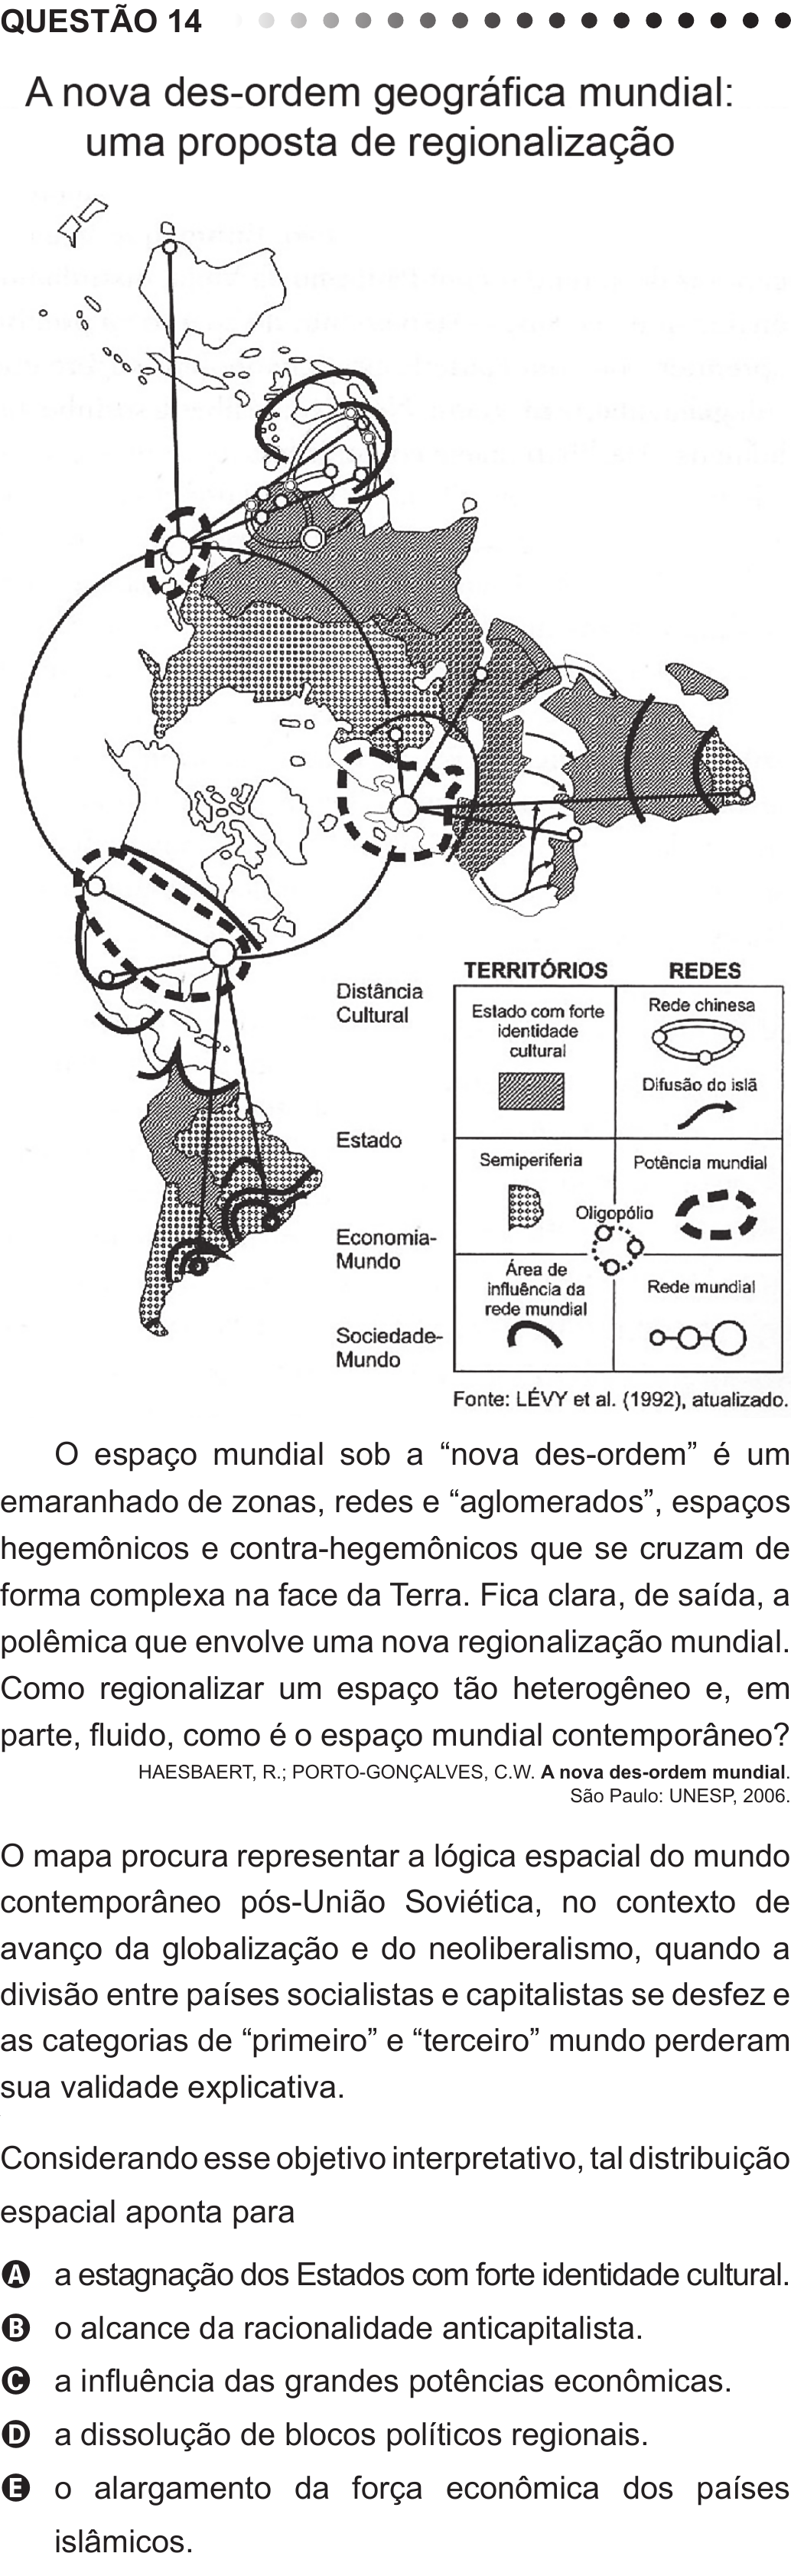 QUESTÃO 14
A nova des-ordem geográfica mundial:
uma proposta de regionalização
TERRITÓRIOS
REDES
Distância
Cultural
Estado com forte
identidade
cultural
Rede chinesa
Difusão do islã
Estado
Semiperiferia
Potência mundial
Oligopólio
Economia-
Mundo
Área de
influência da
rede mundial
Rede mundial
Sociedade-
Mundo
Fonte: LÉVY et al. (1992), atualizado.
O espaço mundial sob a “nova des-ordem” é um
emaranhado de zonas, redes e “aglomerados”, espaços
hegemônicos e contra-hegemônicos que se cruzam de
forma complexa na face da Terra. Fica clara, de saída, a
polêmica que envolve uma nova regionalização mundial.
Como regionalizar um espaço tão heterogêneo e, em
parte, fluido, como é o espaço mundial contemporâneo?
HAESBAERT, R.; PORTO-GONÇALVES, C.W. A nova des-ordem mundial.
São Paulo: UNESP, 2006.
O mapa procura representar a lógica espacial do mundo
contemporâneo pós-União Soviética, no contexto de
avanço da globalização e do neoliberalismo, quando a
divisão entre países socialistas e capitalistas se desfez e
as categorias de “primeiro” e “terceiro” mundo perderam
sua validade explicativa.
Considerando esse objetivo interpretativo, tal distribuição
espacial aponta para
A a estagnação dos Estados com forte identidade cultural.
B o alcance da racionalidade anticapitalista.
C a influência das grandes potências econômicas.
D a dissolução de blocos políticos regionais.
E o alargamento da força econômica dos países
islâmicos.